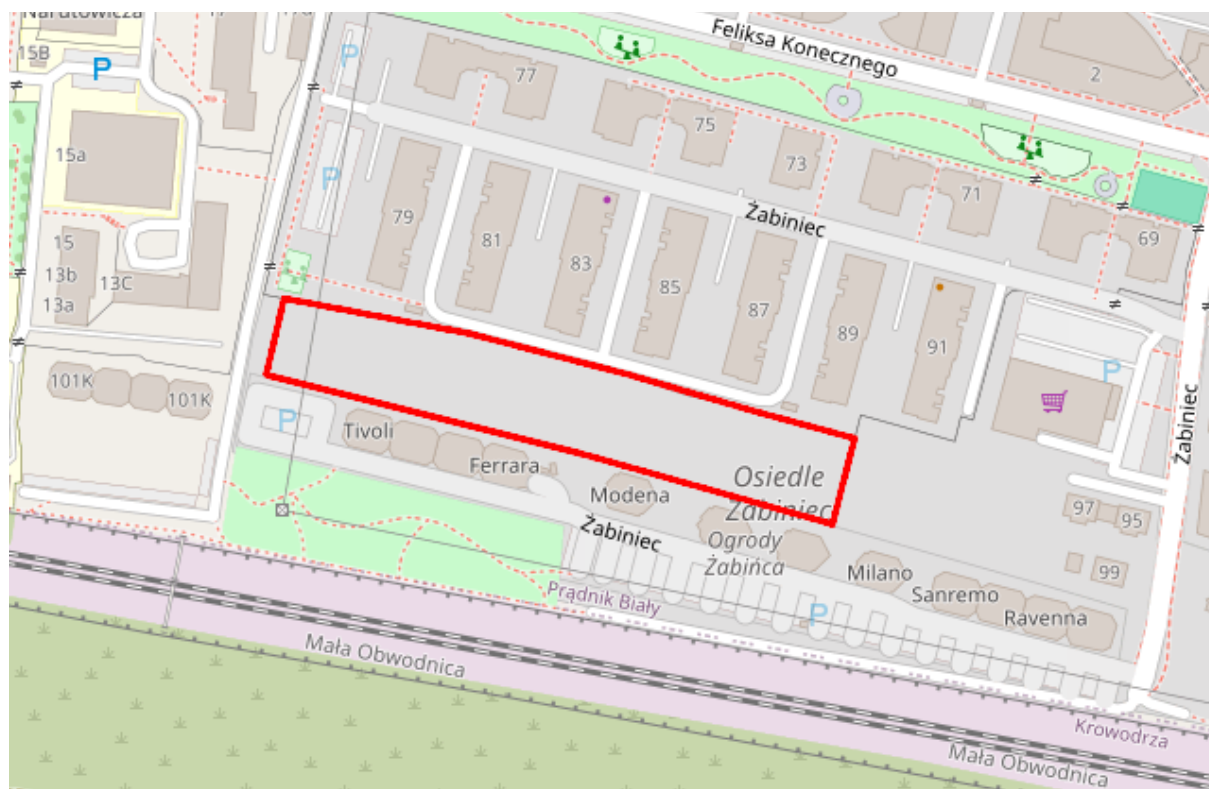 Narutowicza
17
17a
15B
P
P
Feliksa Konecznego
2
77
75
15a
73
P
71
79
Żabiniec
69
81
15
13b
13C
13a
83
85
87
89
91
P
101K
101K
P
Tivoli
Ferrara
Modena
Osiedle
Żabiniec
Ogrody
Żabińca
Żabiniec
Żabiniec
97
95
99
Milano
Sanremo
Ravenna
P
Prądnik Biały
Mała Obwodnica
Krowodrza
Mała Obwodnica